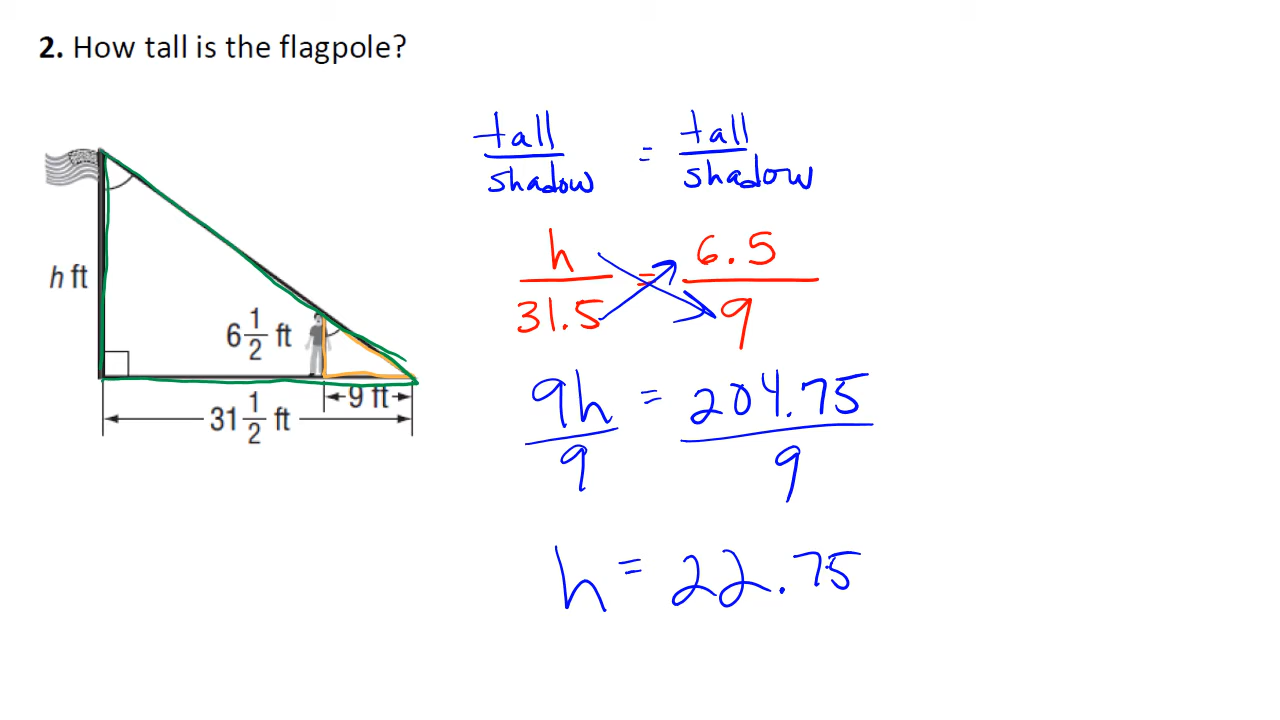 2. How tall is the flagpole?
h ft
6 1/2 ft
9 ft
31 1/2 ft
tall/shadow = tall/shadow
h/31.5 = 6.5/9
9h/9 = 204.75/9
h = 22.75